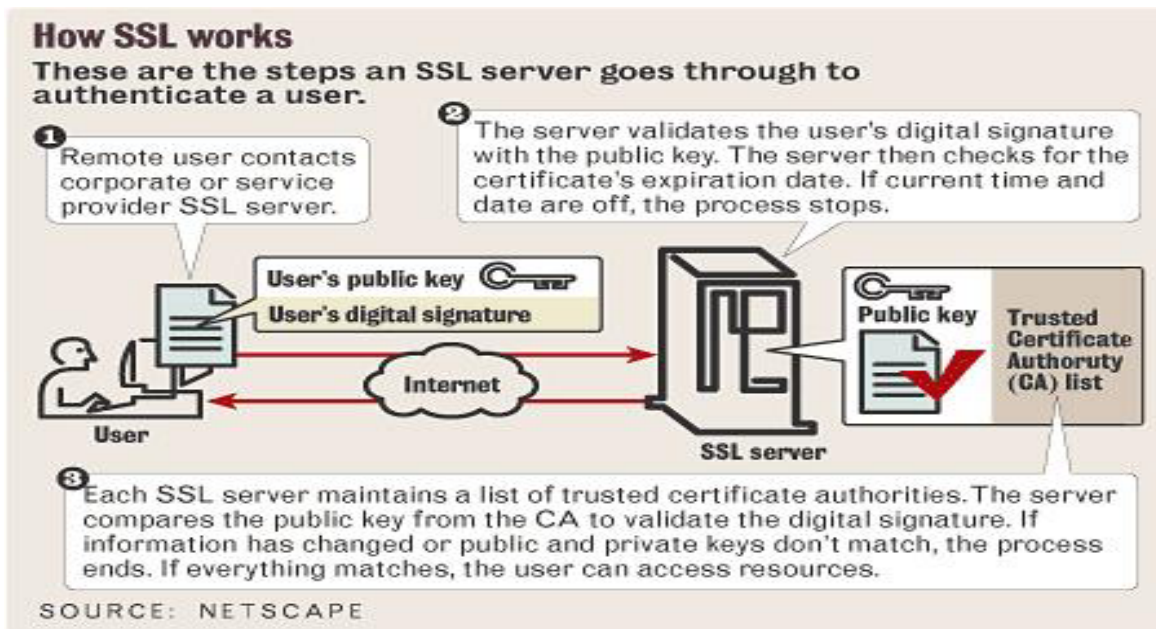 How SSL works
These are the steps an SSL server goes through to
authenticate a user.
1
Remote user contacts
corporate or service
provider SSL server.
2
The server validates the user's digital signature
with the public key. The server then checks for the
certificate's expiration date. If current time and
date are off, the process stops.
User's public key
User's digital signature
Internet
User
SSL server
Public key
Trusted
Certificate
Authoruty
(CA) list
3
Each SSL server maintains a list of trusted certificate authorities. The server
compares the public key from the CA to validate the digital signature. If
information has changed or public and private keys don't match, the process
ends. If everything matches, the user can access resources.
SOURCE: NETSCAPE